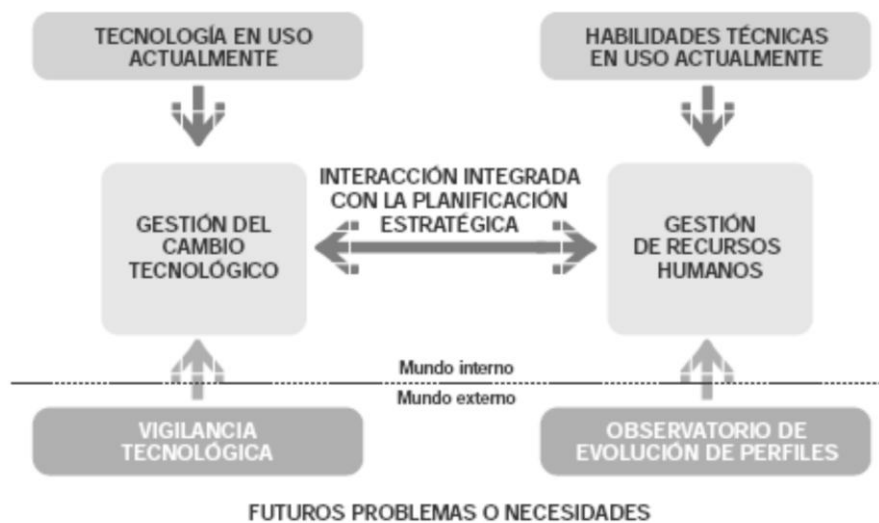 TECNOLOGÍA EN USO
ACTUALMENTE
HABILIDADES TÉCNICAS
EN USO ACTUALMENTE
INTERACCIÓN INTEGRADA
CON LA PLANIFICACIÓN
ESTRATÉGICA
GESTIÓN DEL
CAMBIO
TECNOLÓGICO
GESTIÓN
DE RECURSOS
HUMANOS
Mundo interno
Mundo externo
VIGILANCIA
TECNOLÓGICA
OBSERVATORIO DE
EVOLUCIÓN DE PERFILES
FUTUROS PROBLEMAS O NECESIDADES